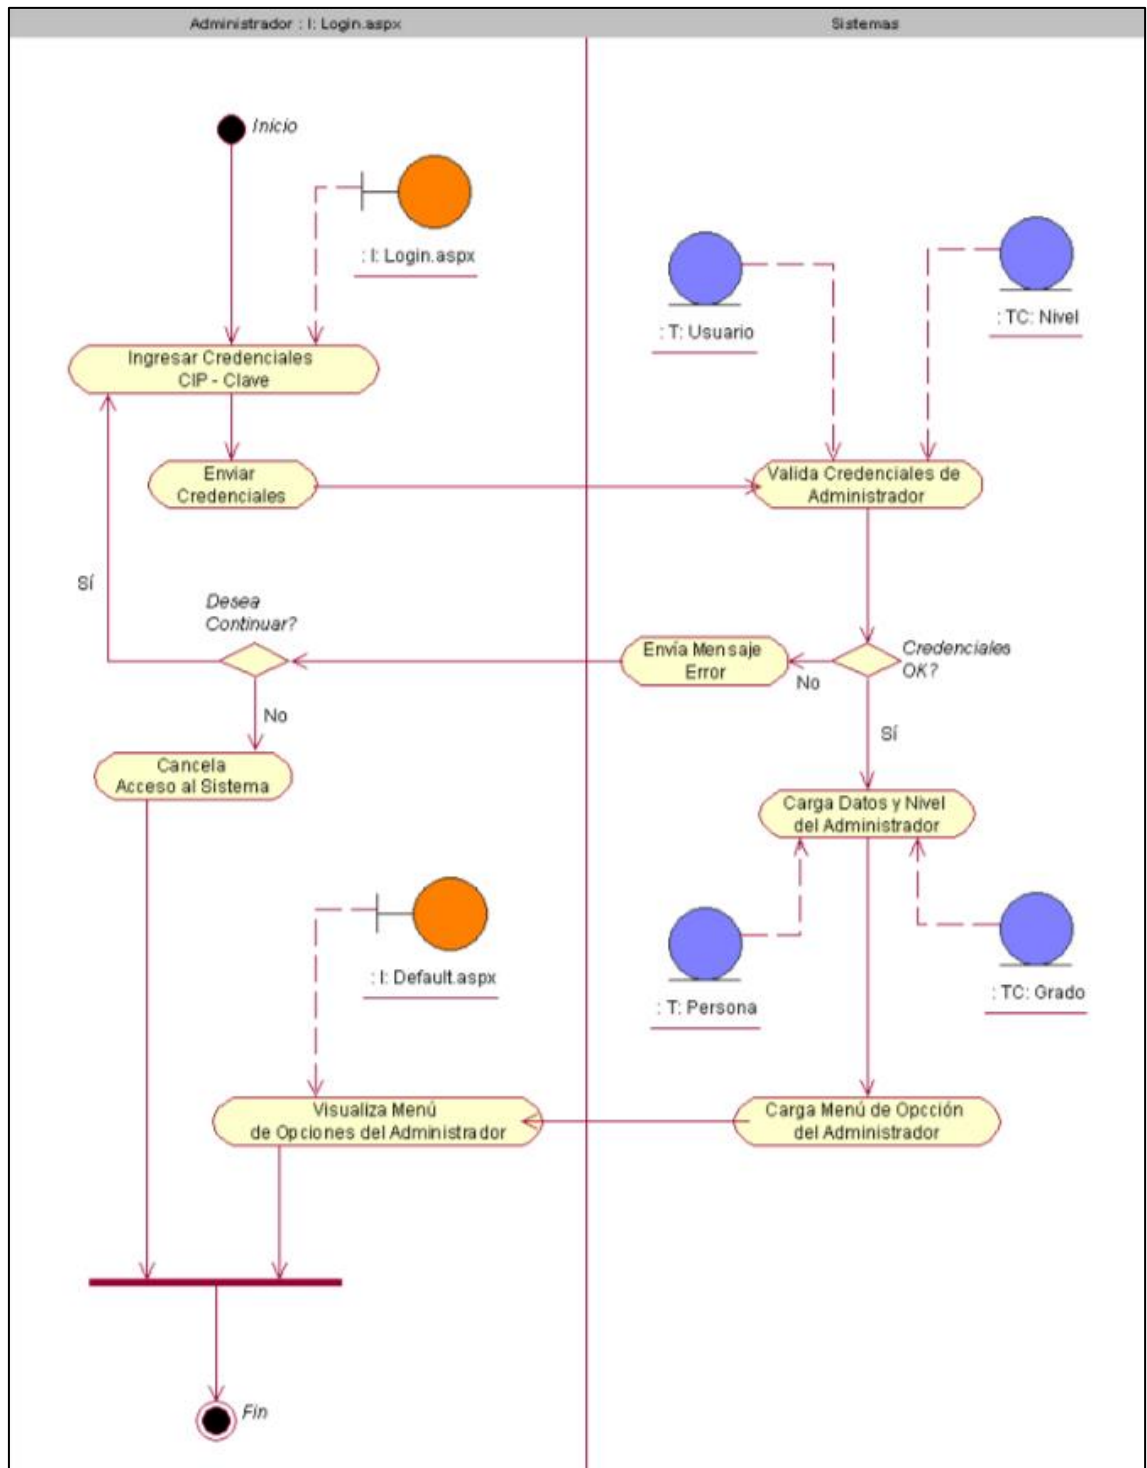 Administrador : I: Login.aspx
Sistemas
Inicio
: I: Login.aspx
: T: Usuario
: TC: Nivel
Ingresar Credenciales
CIP - Clave
Enviar
Credenciales
Valida Credenciales de
Administrador
Sí
Desea
Continuar?
Envía Mensaje
Error
No
Credenciales
OK?
No
Sí
Cancela
Acceso al Sistema
Carga Datos y Nivel
del Administrador
: I: Default.aspx
: T: Persona
: TC: Grado
Visualiza Menú
de Opciones del Administrador
Carga Menú de Opcción
del Administrador
Fin